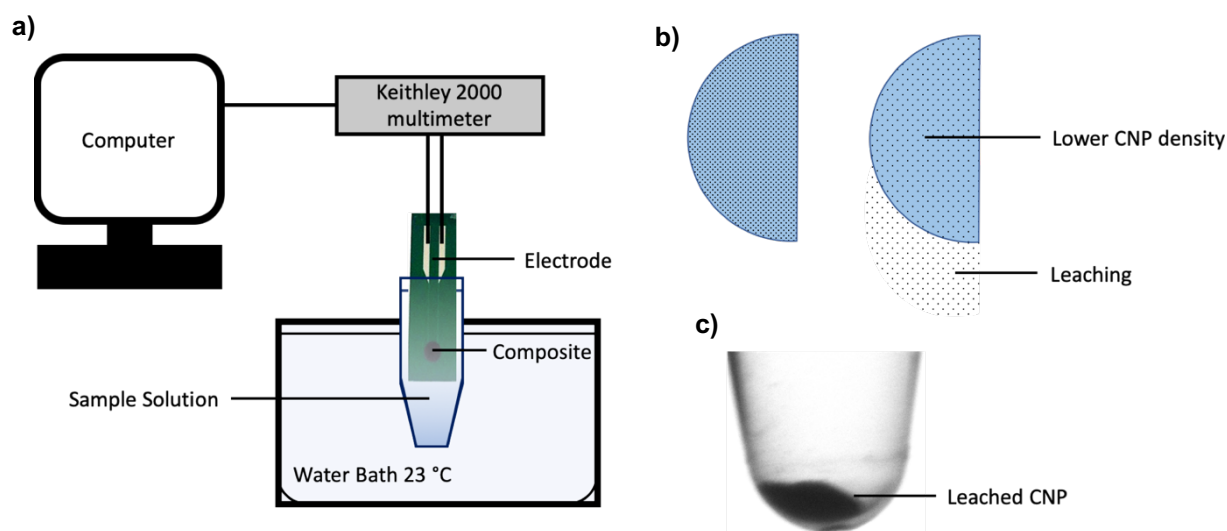 a)
Computer
Keithley 2000
multimeter
Electrode
Composite
Sample Solution
Water Bath 23 °C
b)
Lower CNP density
Leaching
c)
Leached CNP